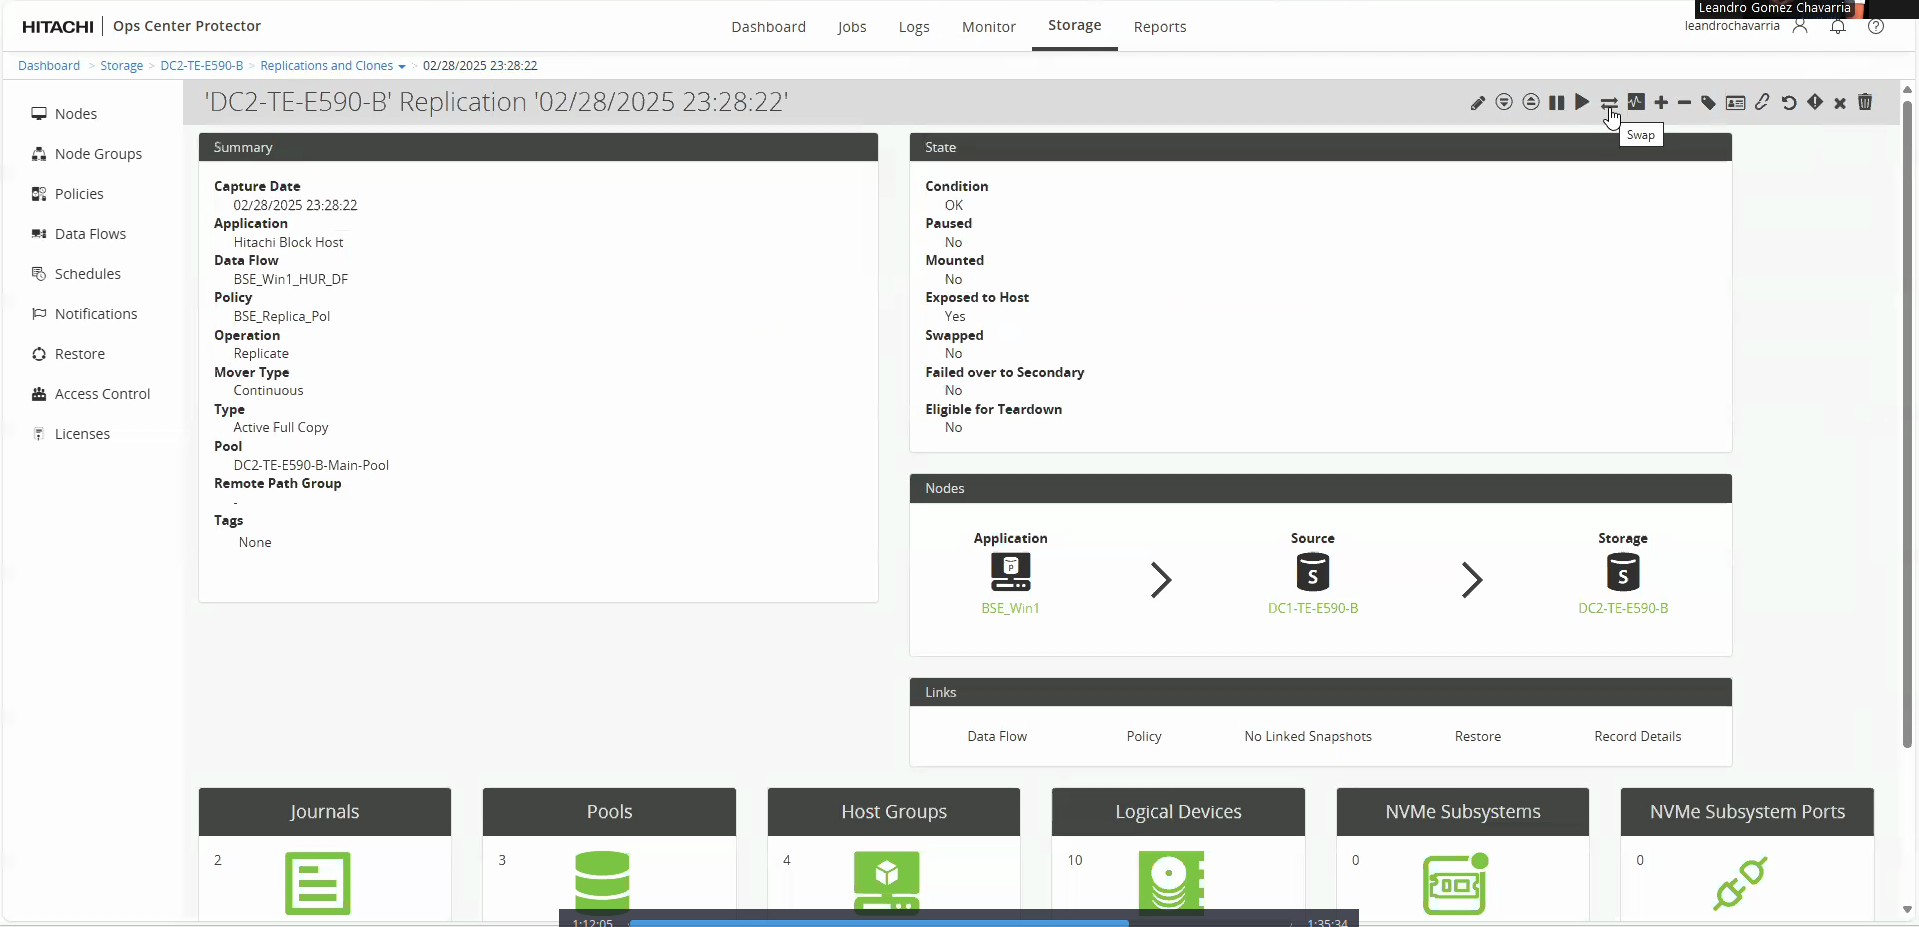 Leandro Gomez Chavarria
HITACHI Ops Center Protector
Dashboard Jobs Logs Monitor Storage Reports
leandrochavarria
Dashboard > Storage > DC2-TE-E590-B > Replications and Clones > 02/28/2025 23:28:22
'DC2-TE-E590-B' Replication '02/28/2025 23:28:22'
Swap
Nodes
Node Groups
Policies
Data Flows
Schedules
Notifications
Restore
Access Control
Licenses
Summary
Capture Date
02/28/2025 23:28:22
Application
Hitachi Block Host
Data Flow
BSE_Win1_HUR_DF
Policy
BSE_Replica_Pol
Operation
Replicate
Mover Type
Continuous
Type
Active Full Copy
Pool
DC2-TE-E590-B-Main-Pool
Remote Path Group
-
Tags
None
State
Condition
OK
Paused
No
Mounted
No
Exposed to Host
Yes
Swapped
No
Failed over to Secondary
No
Eligible for Teardown
No
Nodes
Application Source Storage
P S S
BSE_Win1 DC1-TE-E590-B DC2-TE-E590-B
Links
Data Flow Policy No Linked Snapshots Restore Record Details
Journals Pools Host Groups Logical Devices NVMe Subsystems NVMe Subsystem Ports
2 3 4 10 0 0
1:12:05 1:35:34